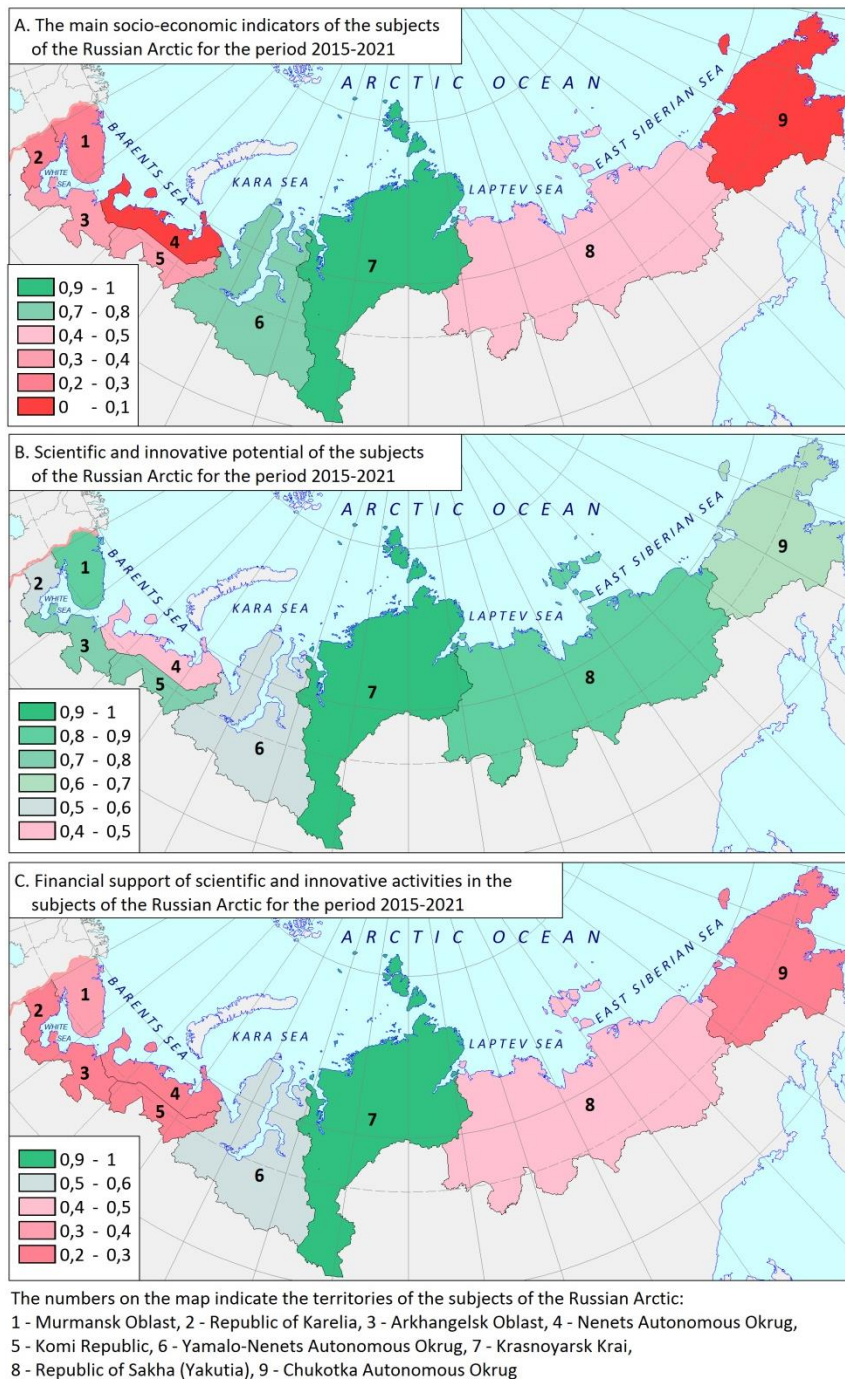 A. The main socio-economic indicators of the subjects
of the Russian Arctic for the period 2015-2021
ARCTIC OCEAN
BARENTS SEA
WHITE SEA
KARA SEA
LAPTEV SEA
EAST SIBERIAN SEA
1
2
3
4
5
6
7
8
9
0,9 - 1
0,7 - 0,8
0,4 - 0,5
0,3 - 0,4
0,2 - 0,3
0 - 0,1
B. Scientific and innovative potential of the subjects
of the Russian Arctic for the period 2015-2021
ARCTIC OCEAN
BARENTS SEA
WHITE SEA
KARA SEA
LAPTEV SEA
EAST SIBERIAN SEA
1
2
3
4
5
6
7
8
9
0,9 - 1
0,8 - 0,9
0,7 - 0,8
0,6 - 0,7
0,5 - 0,6
0,4 - 0,5
C. Financial support of scientific and innovative activities in the
subjects of the Russian Arctic for the period 2015-2021
ARCTIC OCEAN
BARENTS SEA
WHITE SEA
KARA SEA
LAPTEV SEA
EAST SIBERIAN SEA
1
2
3
4
5
6
7
8
9
0,9 - 1
0,5 - 0,6
0,4 - 0,5
0,3 - 0,4
0,2 - 0,3
The numbers on the map indicate the territories of the subjects of the Russian Arctic:
1 - Murmansk Oblast, 2 - Republic of Karelia, 3 - Arkhangelsk Oblast, 4 - Nenets Autonomous Okrug,
5 - Komi Republic, 6 - Yamalo-Nenets Autonomous Okrug, 7 - Krasnoyarsk Krai,
8 - Republic of Sakha (Yakutia), 9 - Chukotka Autonomous Okrug